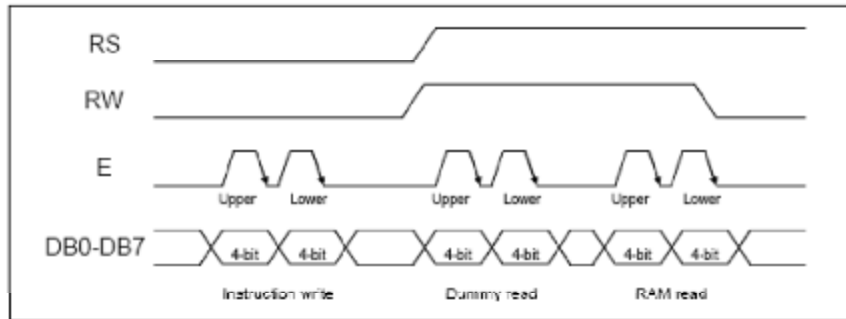 RS
RW
E
Upper Lower Upper Lower Upper Lower
DB0-DB7 4-bit 4-bit 4-bit 4-bit 4-bit 4-bit
Instruction write Dummy read RAM read